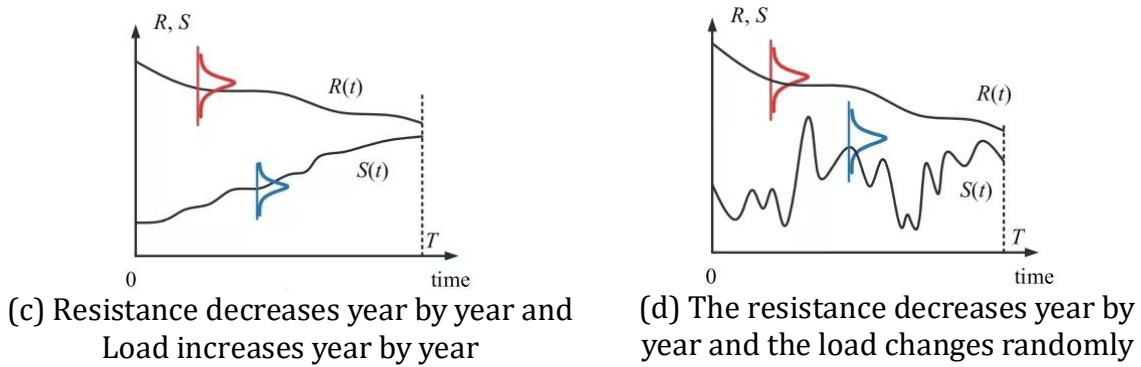 R, S
R(t)
S(t)
T
0
time
(c) Resistance decreases year by year and
Load increases year by year
R, S
R(t)
S(t)
T
0
time
(d) The resistance decreases year by
year and the load changes randomly